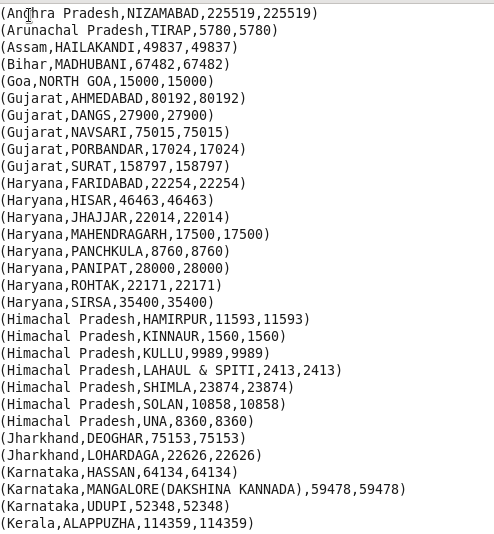 (Andhra Pradesh,NIZAMABAD,225519,225519)
(Arunachal Pradesh,TIRAP,5780,5780)
(Assam,HAILAKANDI,49837,49837)
(Bihar,MADHUBANI,67482,67482)
(Goa,NORTH GOA,15000,15000)
(Gujarat,AHMEDABAD,80192,80192)
(Gujarat,DANGS,27900,27900)
(Gujarat,NAVSARI,75015,75015)
(Gujarat,PORBANDAR,17024,17024)
(Gujarat,SURAT,158797,158797)
(Haryana,FARIDABAD,22254,22254)
(Haryana,HISAR,46463,46463)
(Haryana,JHAJJAR,22014,22014)
(Haryana,MAHENDRAGARH,17500,17500)
(Haryana,PANCHKULA,8760,8760)
(Haryana,PANIPAT,28000,28000)
(Haryana,ROHTAK,22171,22171)
(Haryana,SIRSA,35400,35400)
(Himachal Pradesh,HAMIRPUR,11593,11593)
(Himachal Pradesh,KINNAUR,1560,1560)
(Himachal Pradesh,KULLU,9989,9989)
(Himachal Pradesh,LAHAUL & SPITI,2413,2413)
(Himachal Pradesh,SHIMLA,23874,23874)
(Himachal Pradesh,SOLAN,10858,10858)
(Himachal Pradesh,UNA,8360,8360)
(Jharkhand,DEOGHAR,75153,75153)
(Jharkhand,LOHARDAGA,22626,22626)
(Karnataka,HASSAN,64134,64134)
(Karnataka,MANGALORE(DAKSHINA KANNADA),59478,59478)
(Karnataka,UDUPI,52348,52348)
(Kerala,ALAPPUZHA,114359,114359)